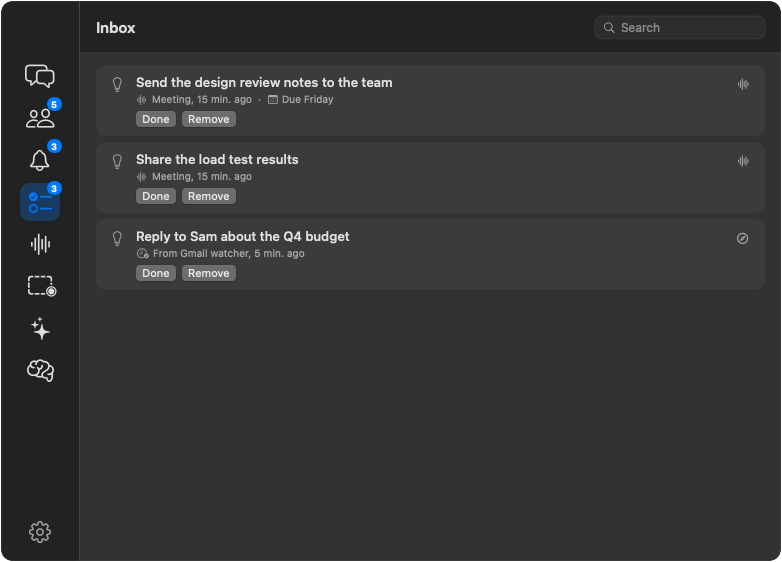 Inbox
Search
5
3
3
Send the design review notes to the team
Meeting, 15 min. ago · Due Friday
Done Remove
Share the load test results
Meeting, 15 min. ago
Done Remove
Reply to Sam about the Q4 budget
From Gmail watcher, 5 min. ago
Done Remove